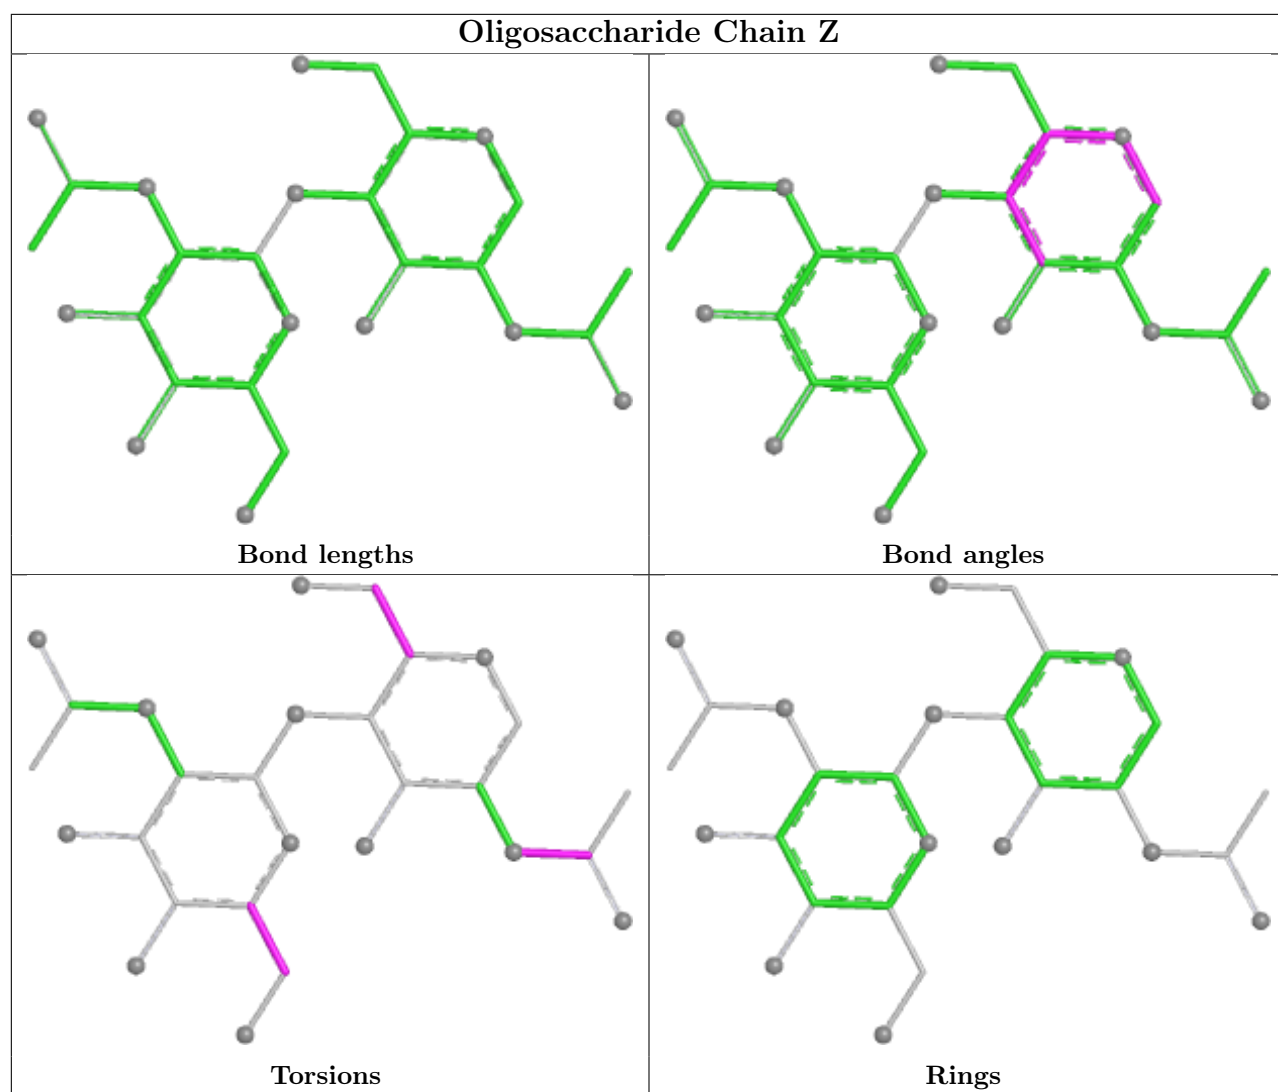 Oligosaccharide Chain Z
Bond lengths
Bond angles
Torsions
Rings